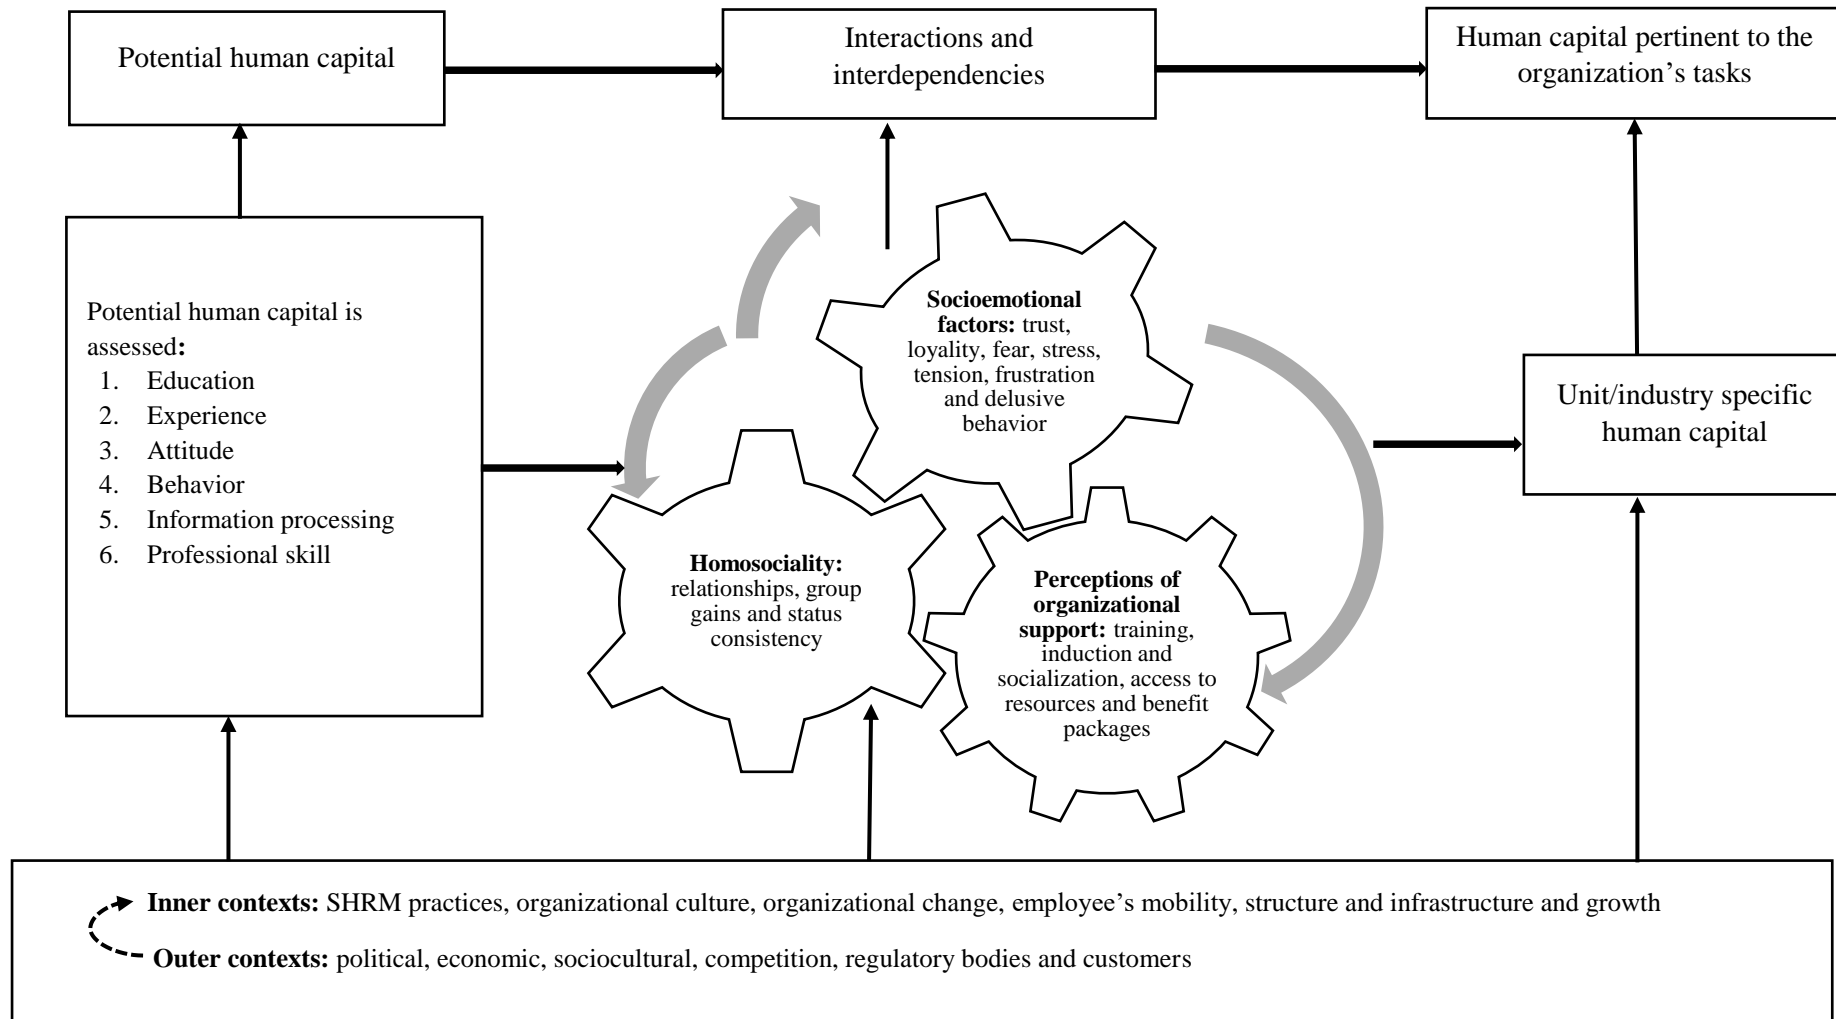 Potential human capital
Interactions and
interdependencies
Human capital pertinent to the
organization’s tasks
Potential human capital is
assessed:
1. Education
2. Experience
3. Attitude
4. Behavior
5. Information processing
6. Professional skill
Socioemotional
factors: trust,
loyalty, fear, stress,
tension, frustration
and delusive
behavior
Homosociality:
relationships, group
gains and status
consistency
Perceptions of
organizational
support: training,
induction and
socialization, access to
resources and benefit
packages
Unit/industry specific
human capital
Inner contexts: SHRM practices, organizational culture, organizational change, employee’s mobility, structure and infrastructure and growth
Outer contexts: political, economic, sociocultural, competition, regulatory bodies and customers